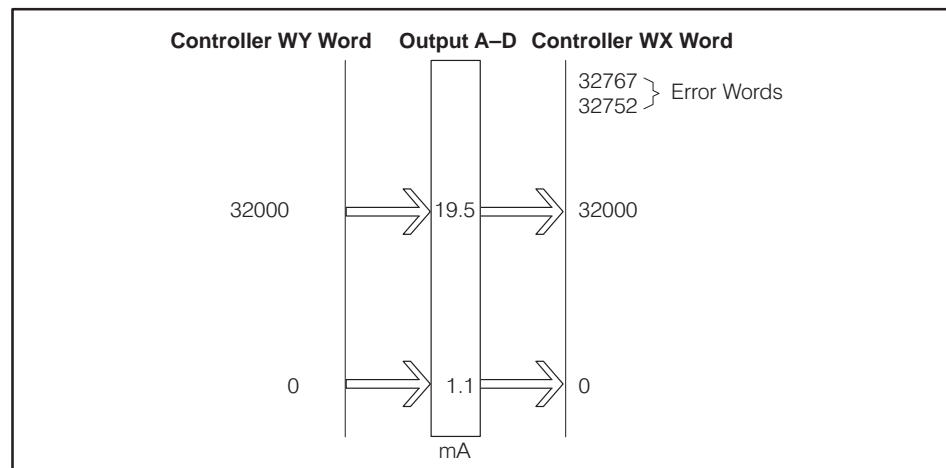 Controller WY Word Output A–D Controller WX Word
32767
32752
Error Words
32000 19.5 32000
0 1.1 0
mA